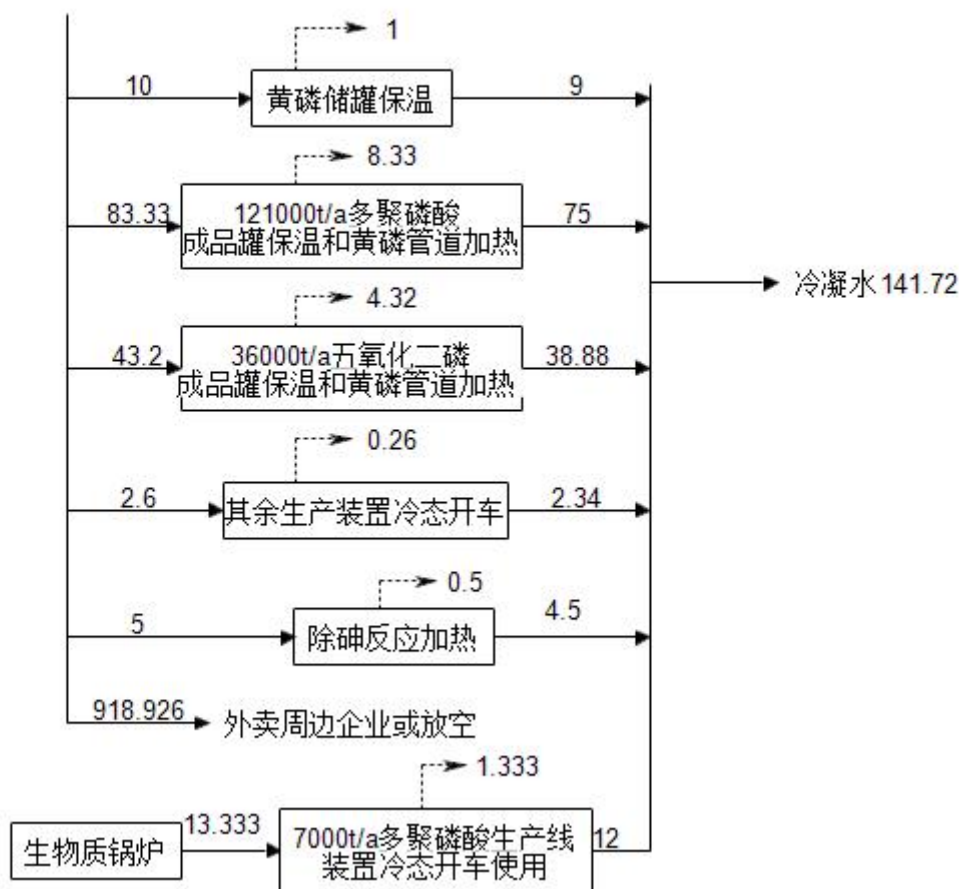 1
10
黄磷储罐保温
9
8.33
83.33
121000t/a多聚磷酸
成品罐保温和黄磷管道加热
75
冷凝水141.72
4.32
43.2
36000t/a五氧化二磷
成品罐保温和黄磷管道加热
38.88
0.26
2.6
其余生产装置冷态开车
2.34
0.5
5
除砷反应加热
4.5
918.926
外卖周边企业或放空
1.333
生物质锅炉
13.333
7000t/a多聚磷酸生产线
装置冷态开车使用
12